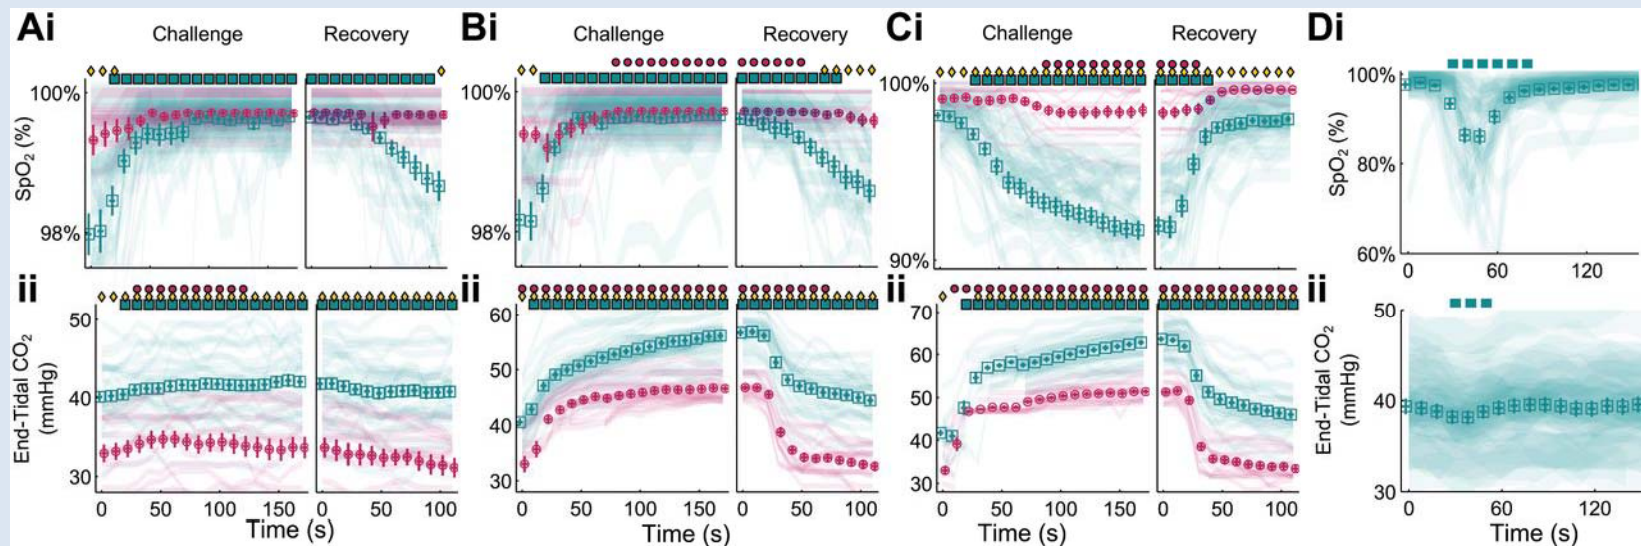 Ai
Challenge
Recovery
SpO2 (%)
100%
98%
ii
End-Tidal CO2
(mmHg)
50
40
30
0
50
100
150
0
50
100
Time (s)
Bi
Challenge
Recovery
100%
98%
ii
60
50
40
30
0
50
100
150
0
50
100
Time (s)
Ci
Challenge
Recovery
100%
90%
ii
70
60
50
40
30
0
50
100
150
0
50
100
Time (s)
Di
SpO2 (%)
100%
80%
60%
0
60
120
ii
End-Tidal CO2
(mmHg)
50
40
30
0
60
120
Time (s)